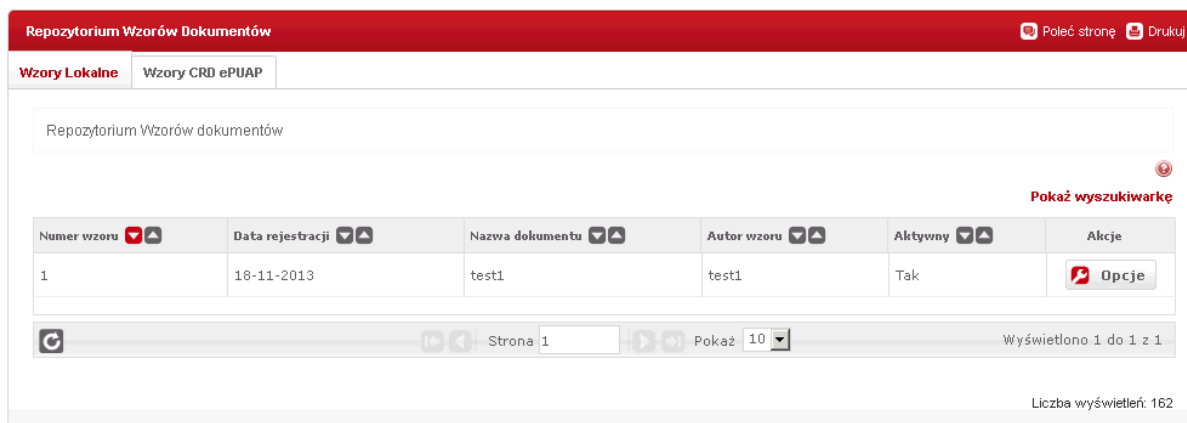 Repozytorium Wzorów Dokumentów Poleć stronę Drukuj
Wzory Lokalne Wzory CRD ePUAP
Repozytorium Wzorów dokumentów
Pokaż wyszukiwarkę
Numer wzoru Data rejestracji Nazwa dokumentu Autor wzoru Aktywny Akcje
1 18-11-2013 test1 test1 Tak Opcje
Strona 1 Pokaż 10 Wyświetlono 1 do 1 z 1
Liczba wyświetleń: 162